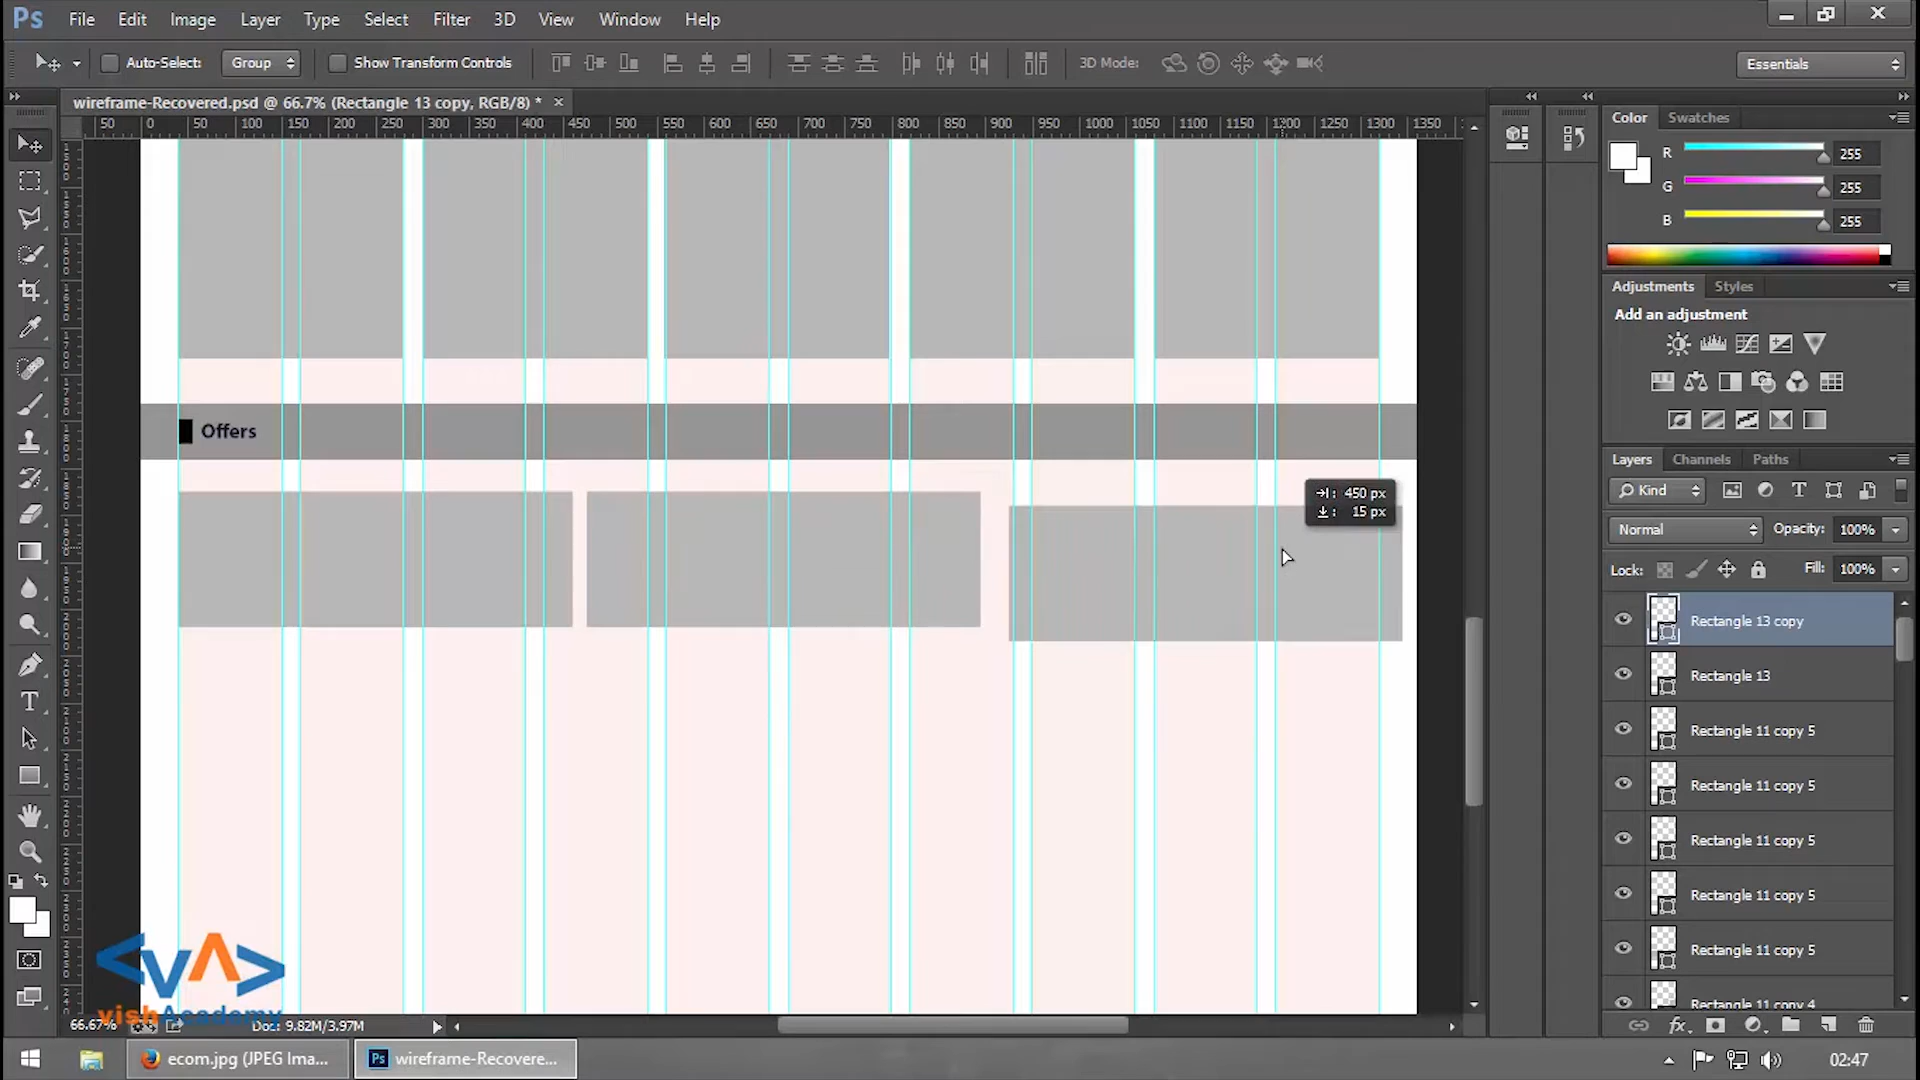 Ps File Edit Image Layer Type Select Filter 3D View Window Help
Auto-Select: Group Show Transform Controls 3D Mode: Essentials
wireframe-Recovered.psd @ 66.7% (Rectangle 13 copy, RGB/8) *
50 0 50 100 150 200 250 300 350 400 450 500 550 600 650 700 750 800 850 900 950 1000 1050 1100 1150 1200 1250 1300 1350
Color Swatches
R 255
G 255
B 255
Adjustments Styles
Add an adjustment
Offers
450 px
15 px
Layers Channels Paths
Kind
Normal Opacity: 100%
Lock: Fill: 100%
Rectangle 13 copy
Rectangle 13
Rectangle 11 copy 5
Rectangle 11 copy 5
Rectangle 11 copy 5
Rectangle 11 copy 5
Rectangle 11 copy 5
Rectangle 11 copy 4
<VA>
vishAcademy
66.67% Doc: 9.82M/3.97M
ecom.jpg (JPEG Ima... Ps wireframe-Recovere... 02:47